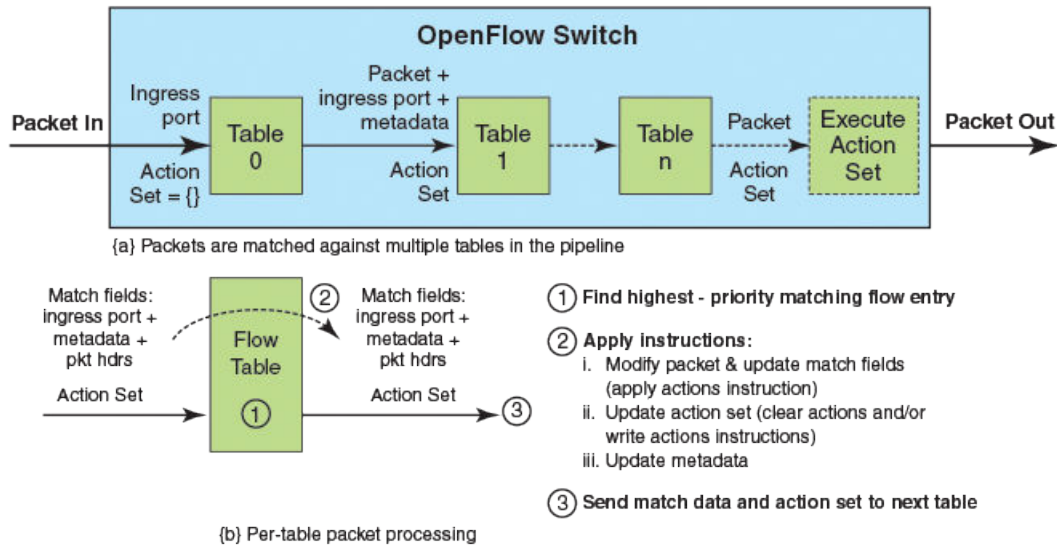 OpenFlow Switch
Packet In
Ingress
port
Action
Set = {}
Table
0
Packet +
ingress port +
metadata
Action
Set
Table
1
Table
n
Packet
Action
Set
Execute
Action
Set
Packet Out
{a} Packets are matched against multiple tables in the pipeline
Match fields:
ingress port +
metadata +
pkt hdrs
Action Set
Flow
Table
1
2
Match fields:
ingress port +
metadata +
pkt hdrs
Action Set
3
1 Find highest - priority matching flow entry
2 Apply instructions:
i. Modify packet & update match fields
(apply actions instruction)
ii. Update action set (clear actions and/or
write actions instructions)
iii. Update metadata
3 Send match data and action set to next table
{b} Per-table packet processing